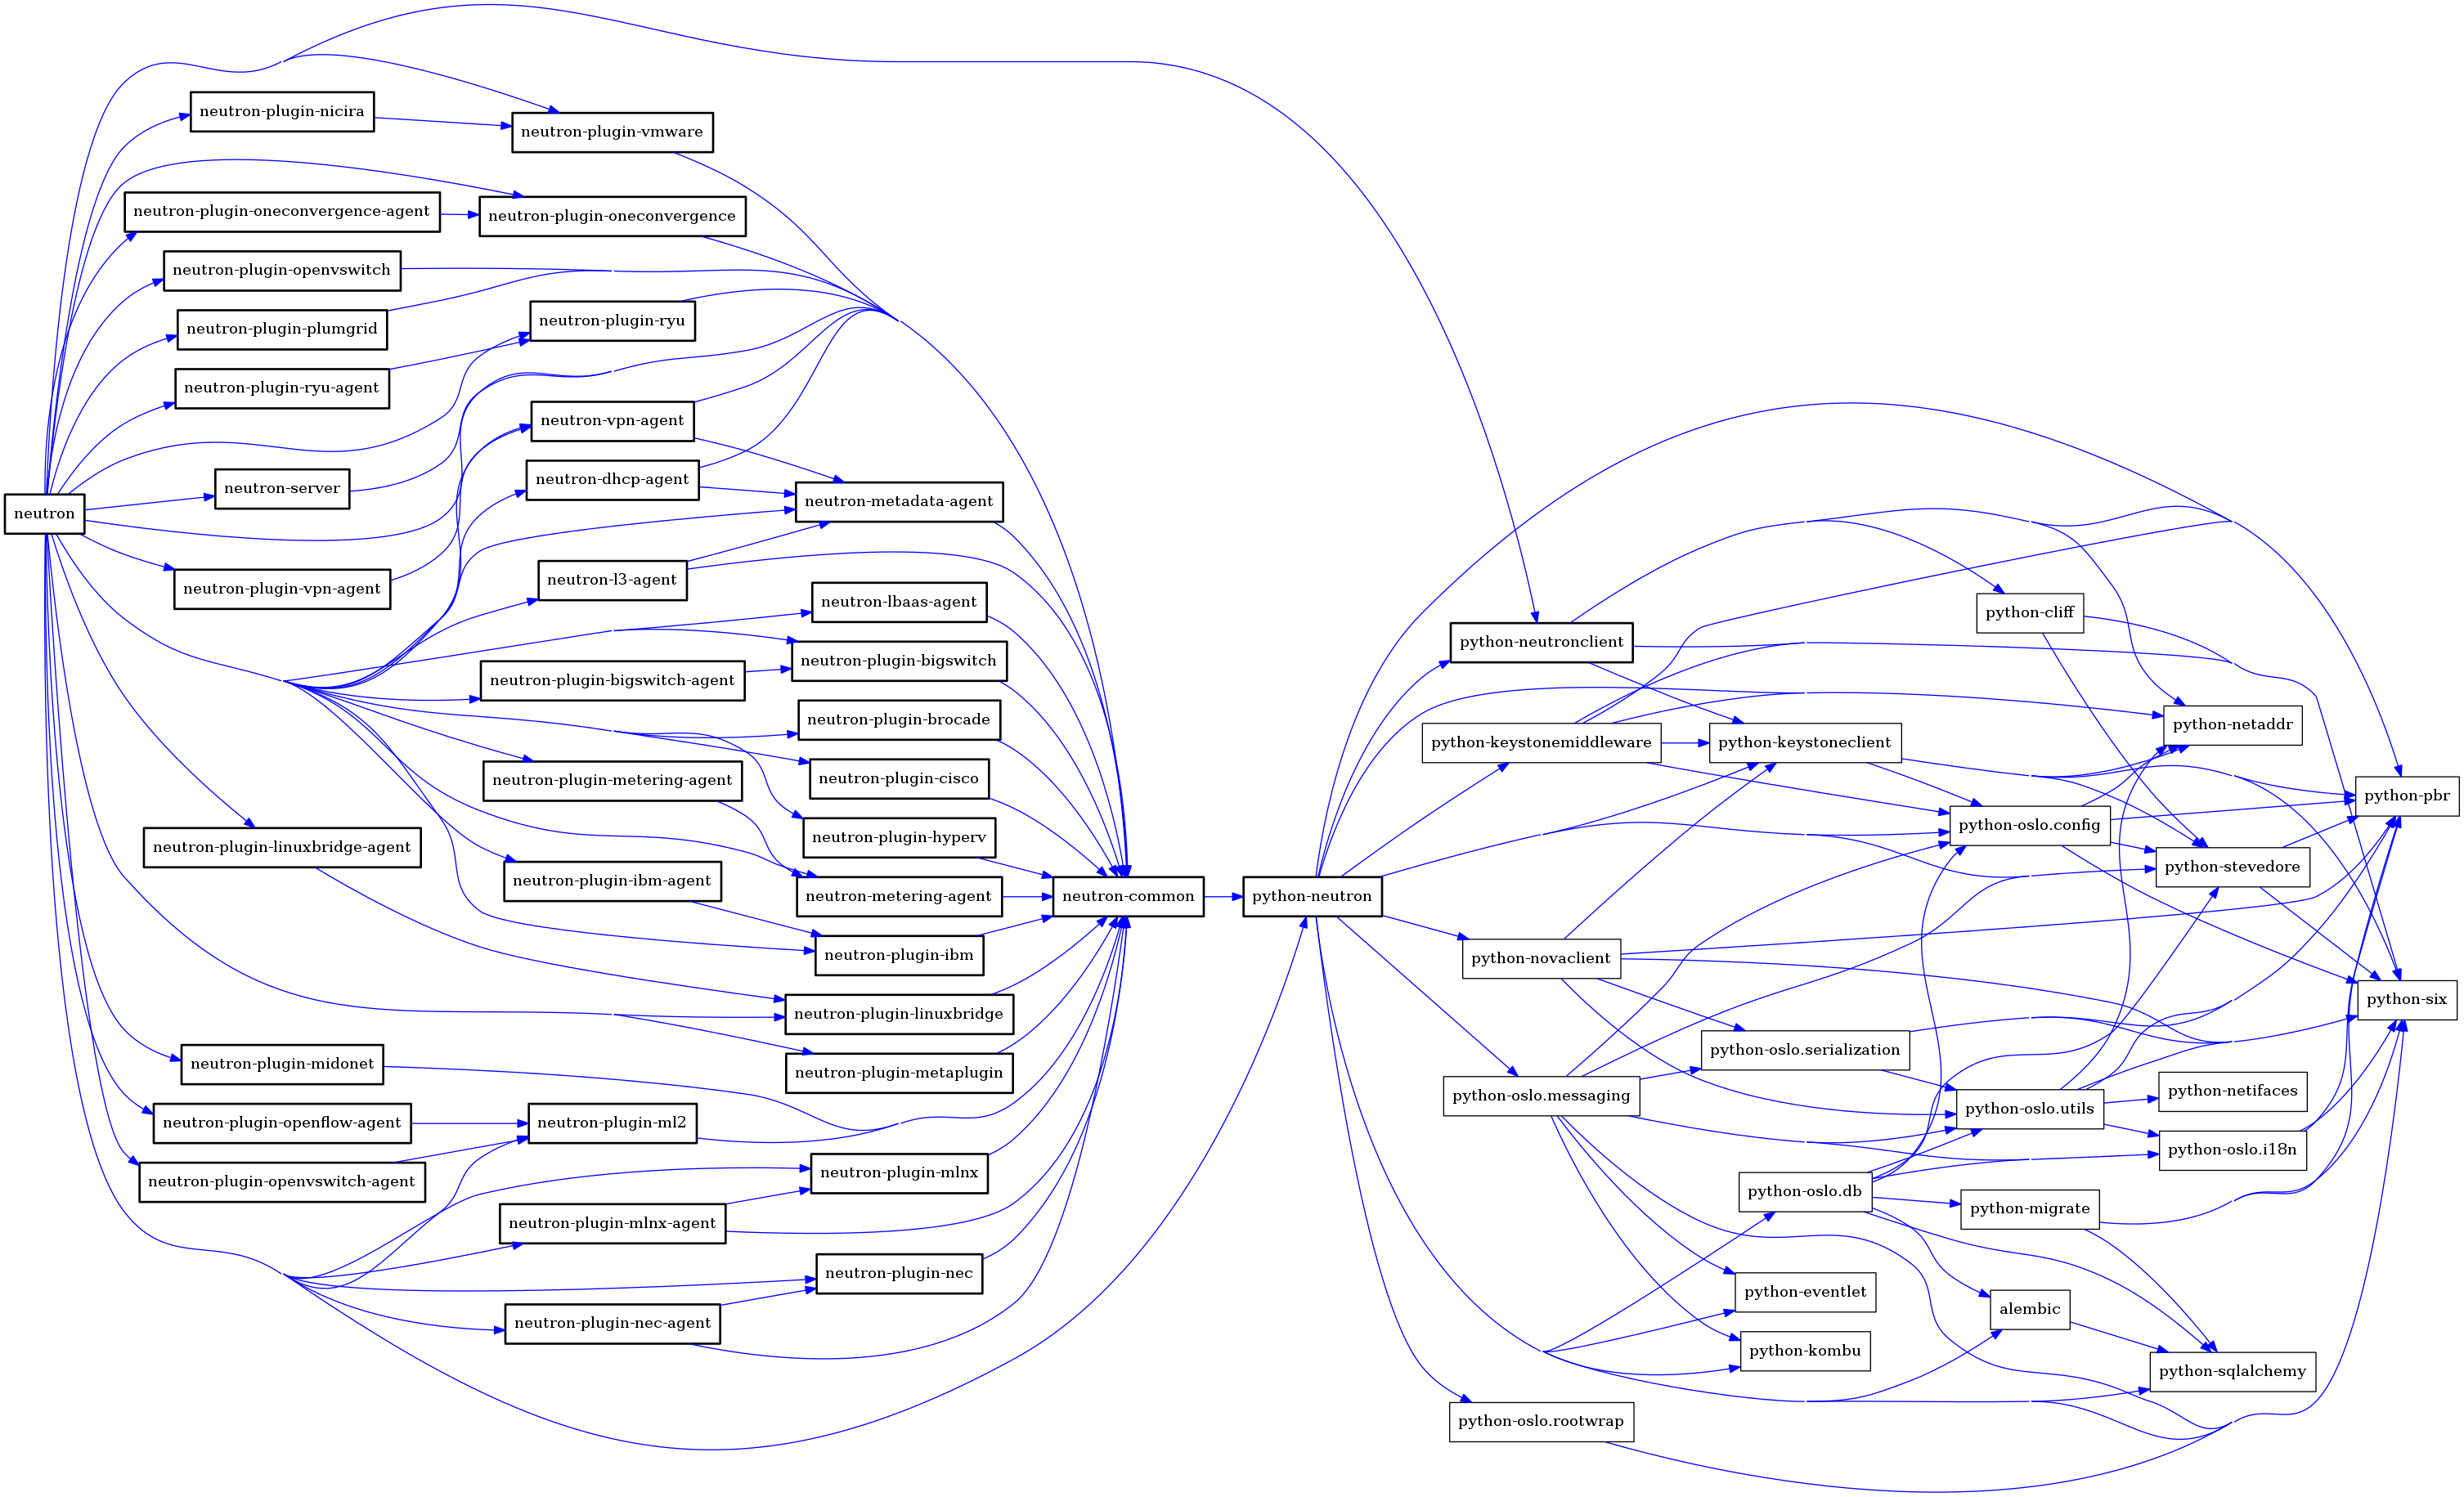 neutron
neutron-plugin-nicira
neutron-plugin-oneconvergence-agent
neutron-plugin-openvswitch
neutron-plugin-plumgrid
neutron-plugin-ryu-agent
neutron-server
neutron-plugin-vpn-agent
neutron-plugin-linuxbridge-agent
neutron-plugin-midonet
neutron-plugin-openflow-agent
neutron-plugin-openvswitch-agent
neutron-plugin-vmware
neutron-plugin-oneconvergence
neutron-plugin-ryu
neutron-vpn-agent
neutron-dhcp-agent
neutron-l3-agent
neutron-plugin-bigswitch-agent
neutron-plugin-metering-agent
neutron-plugin-ibm-agent
neutron-plugin-ml2
neutron-plugin-mlnx-agent
neutron-plugin-nec-agent
neutron-metadata-agent
neutron-lbaas-agent
neutron-plugin-bigswitch
neutron-plugin-brocade
neutron-plugin-cisco
neutron-plugin-hyperv
neutron-metering-agent
neutron-plugin-ibm
neutron-plugin-linuxbridge
neutron-plugin-metaplugin
neutron-plugin-mlnx
neutron-plugin-nec
neutron-common
python-neutron
python-neutronclient
python-keystonemiddleware
python-novaclient
python-oslo.messaging
python-oslo.rootwrap
python-keystoneclient
python-oslo.serialization
python-oslo.db
python-eventlet
python-kombu
python-cliff
python-oslo.config
python-oslo.utils
python-migrate
alembic
python-netaddr
python-stevedore
python-netifaces
python-oslo.i18n
python-sqlalchemy
python-pbr
python-six